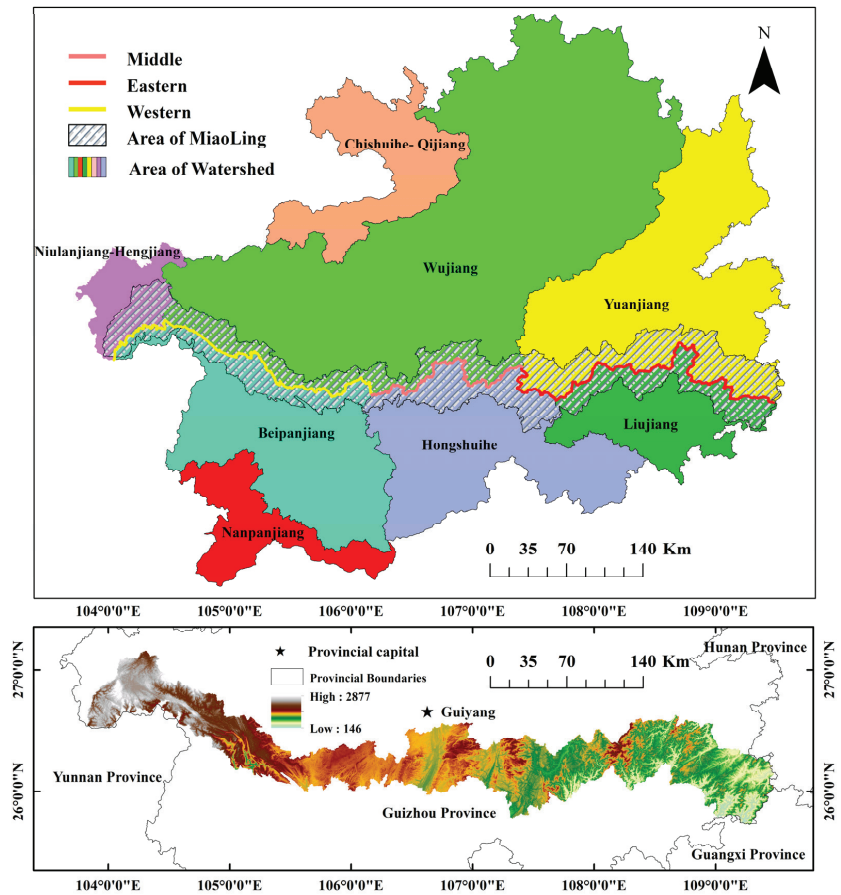 N
Middle
Eastern
Western
Area of MiaoLing
Area of Watershed
Chishuihe- Qijiang
Niulanjiang-Hengjiang
Wujiang
Yuanjiang
Beipanjiang
Hongshuihe
Liujiang
Nanpanjiang
0 35 70 140 Km
104°0'0"E 105°0'0"E 106°0'0"E 107°0'0"E 108°0'0"E 109°0'0"E
Provincial capital
Provincial Boundaries
High : 2877
Low : 146
0 35 70 140 Km
Hunan Province
27°0'0"N
27°0'0"N
Guiyang
Yunnan Province
26°0'0"N
26°0'0"N
Guizhou Province
Guangxi Province
104°0'0"E 105°0'0"E 106°0'0"E 107°0'0"E 108°0'0"E 109°0'0"E